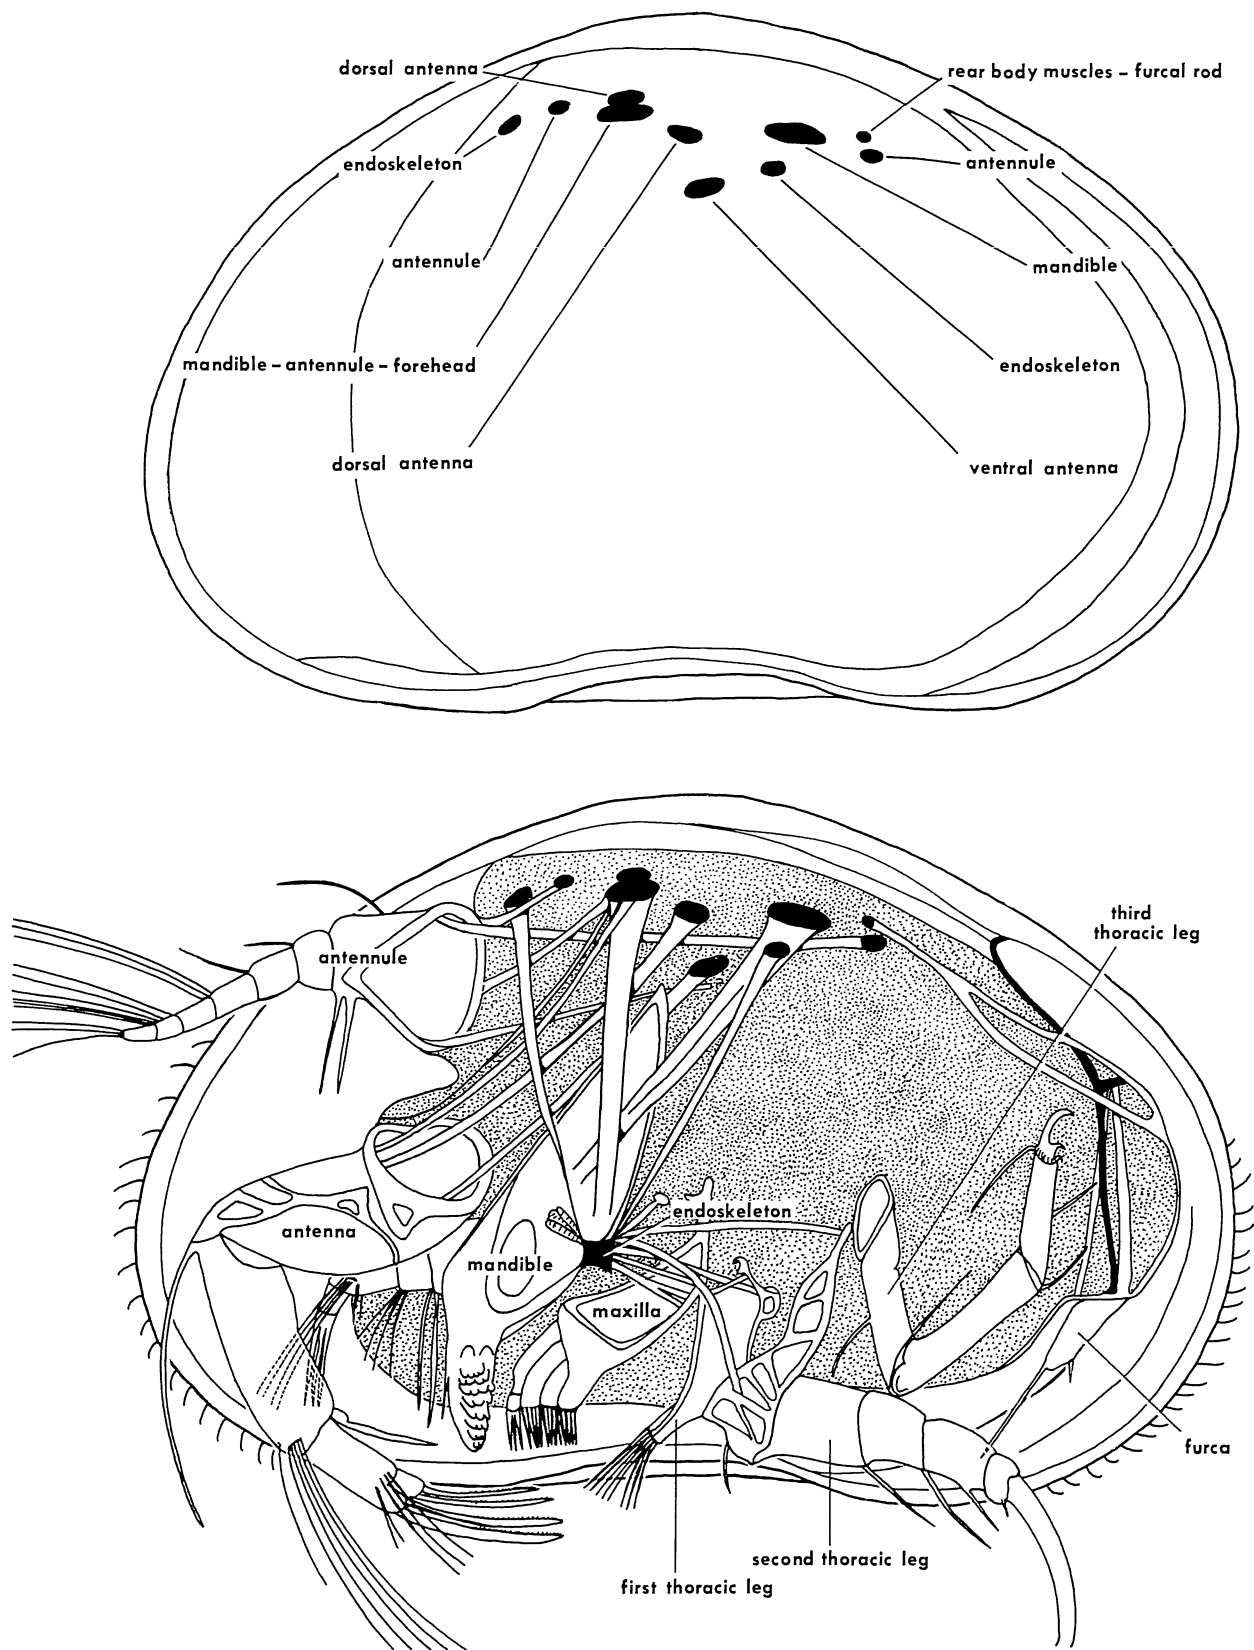 dorsal antenna
rear body muscles – furcal rod
endoskeleton
antennule
antennule
mandible
mandible – antennule – forehead
endoskeleton
dorsal antenna
ventral antenna
third
thoracic leg
antennule
endoskeleton
antenna
mandible
maxilla
furca
second thoracic leg
first thoracic leg